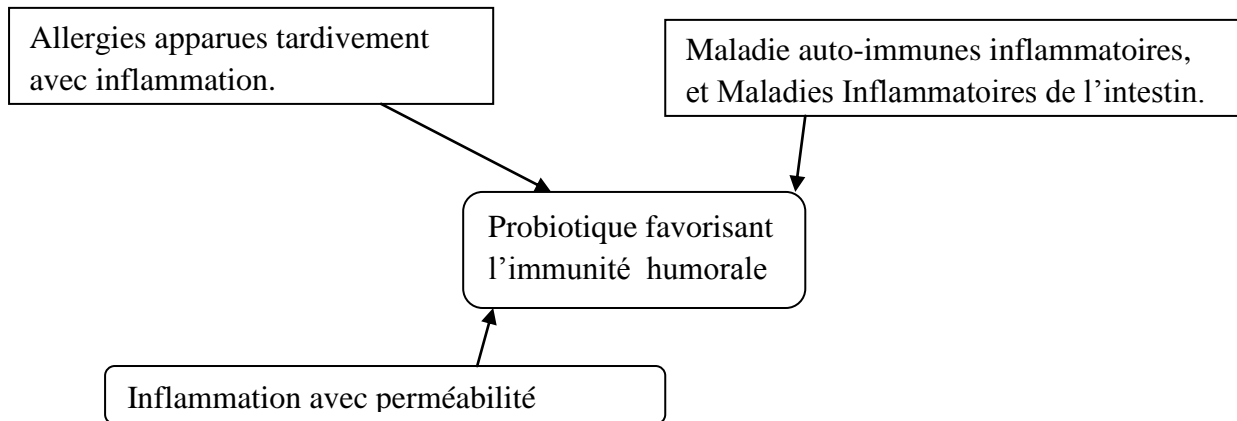 Allergies apparues tardivement
avec inflammation.
Maladie auto-immunes inflammatoires,
et Maladies Inflammatoires de l’intestin.
Probiotique favorisant
l’immunité  humorale
Inflammation avec perméabilité